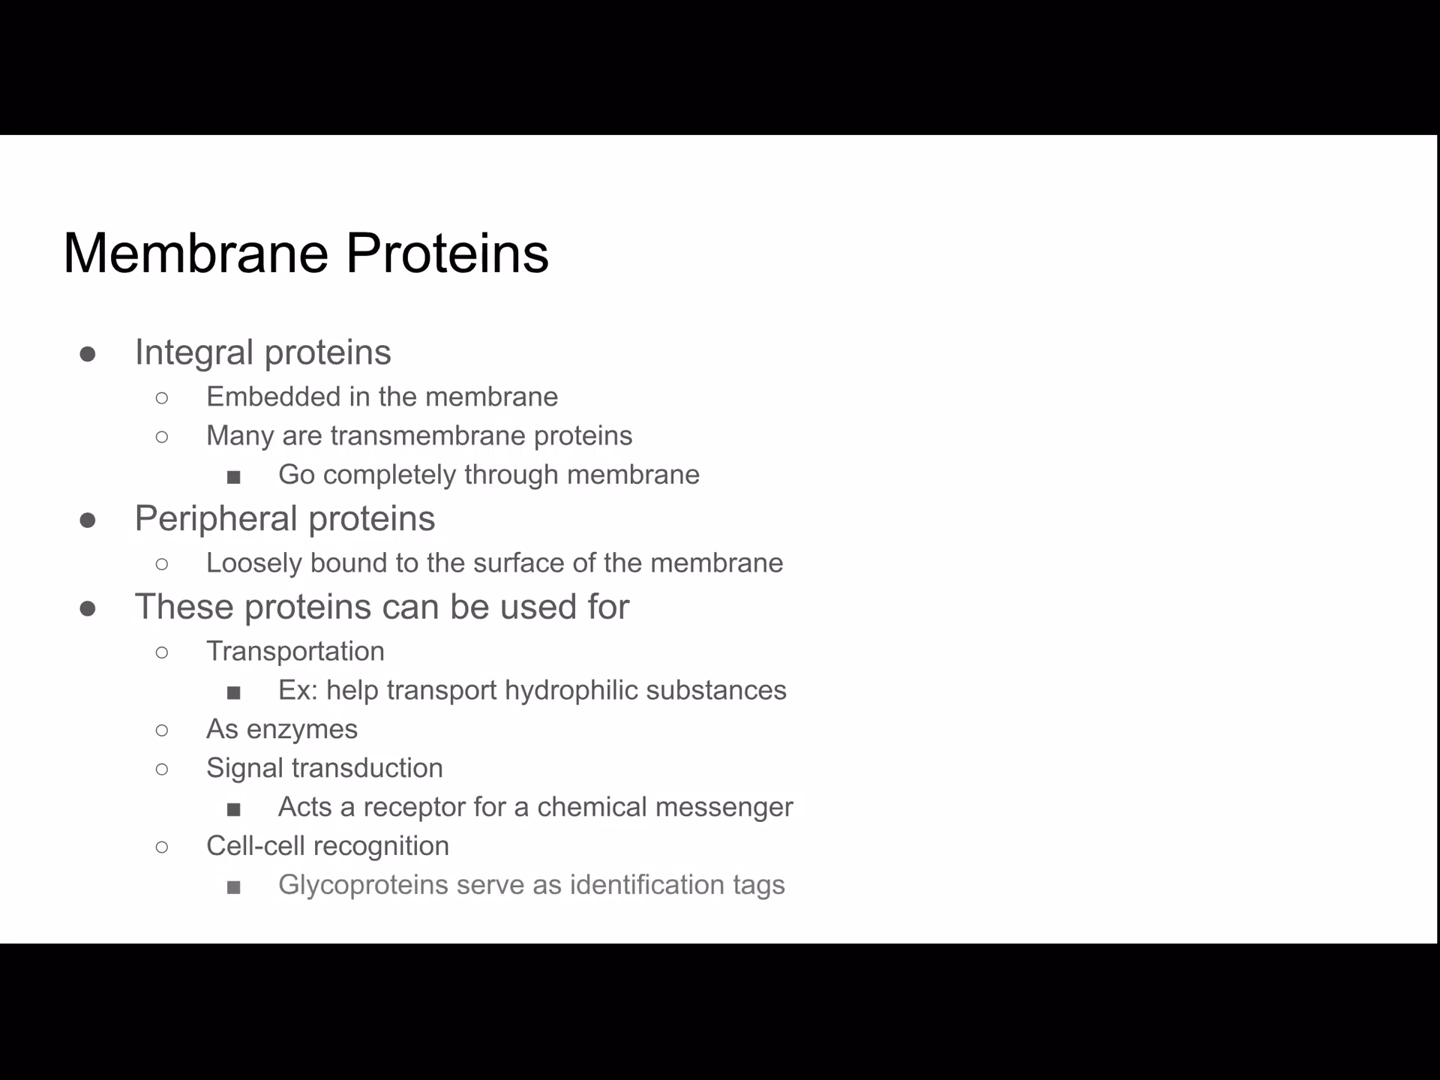 Membrane Proteins
● Integral proteins
○ Embedded in the membrane
○ Many are transmembrane proteins
■ Go completely through membrane
● Peripheral proteins
○ Loosely bound to the surface of the membrane
● These proteins can be used for
○ Transportation
■ Ex: help transport hydrophilic substances
○ As enzymes
○ Signal transduction
■ Acts a receptor for a chemical messenger
○ Cell-cell recognition
■ Glycoproteins serve as identification tags